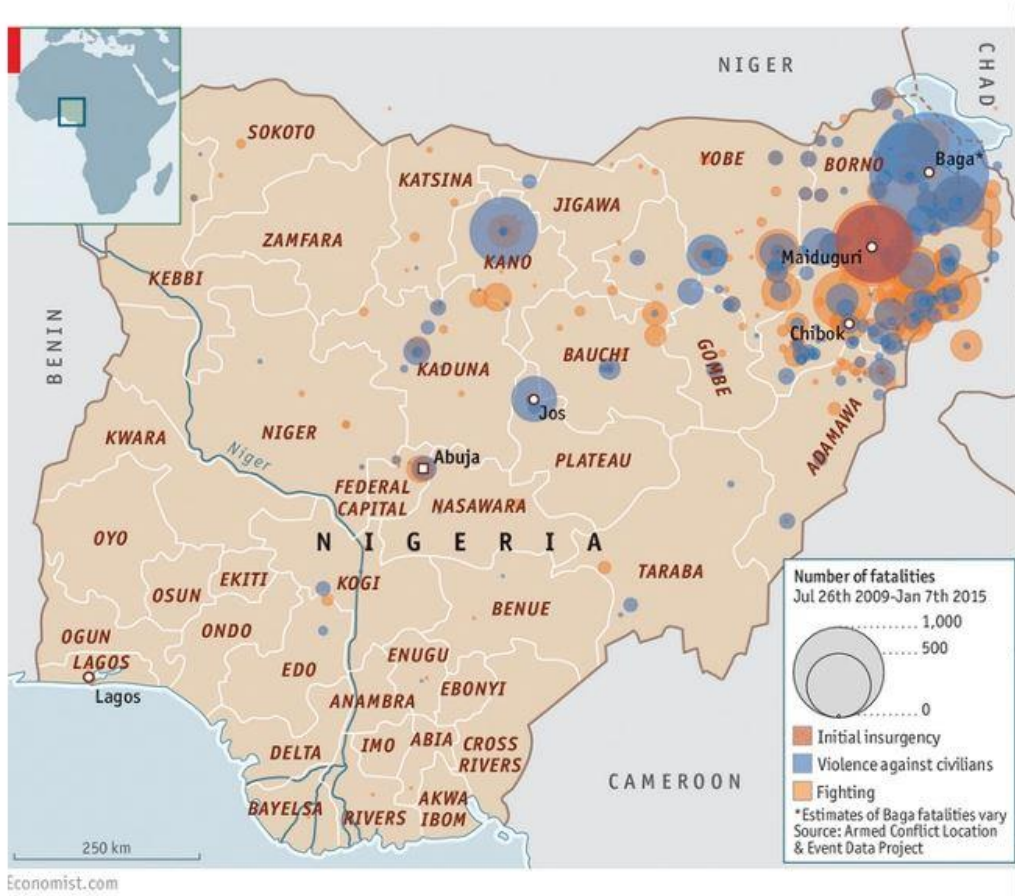 NIGER
CHAD
SOKOTO
YOBE
BORNO
Baga*
KATSINA
JIGAWA
ZAMFARA
KANO
Maiduguri
KEBBI
BENIN
Chibok
BAUCHI
GOMBE
KADUNA
Jos
ADAMAWA
KWARA
NIGER
Niger
Abuja
PLATEAU
FEDERAL
CAPITAL
NASAWARA
NIGERIA
OYO
EKITI
KOGI
TARABA
OSUN
BENUE
ONDO
OGUN
LAGOS
Lagos
EDO
ENUGU
EBONYI
ANAMBRA
DELTA
IMO
ABIA
CROSS
RIVERS
CAMEROON
BAYELSA
RIVERS
AKWA
IBOM
Number of fatalities
Jul 26th 2009-Jan 7th 2015
1,000
500
0
Initial insurgency
Violence against civilians
Fighting
*Estimates of Baga fatalities vary
Source: Armed Conflict Location
& Event Data Project
250 km
Economist.com